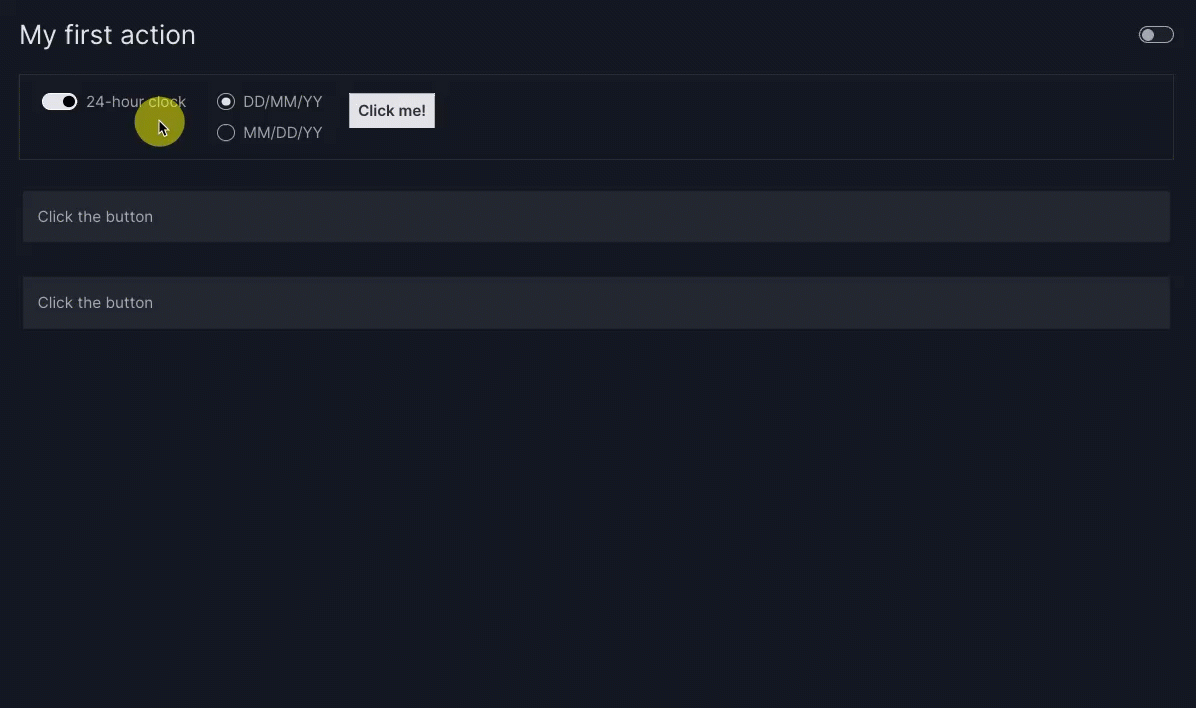 My first action
24-hour clock
DD/MM/YY
MM/DD/YY
Click me!
Click the button
Click the button